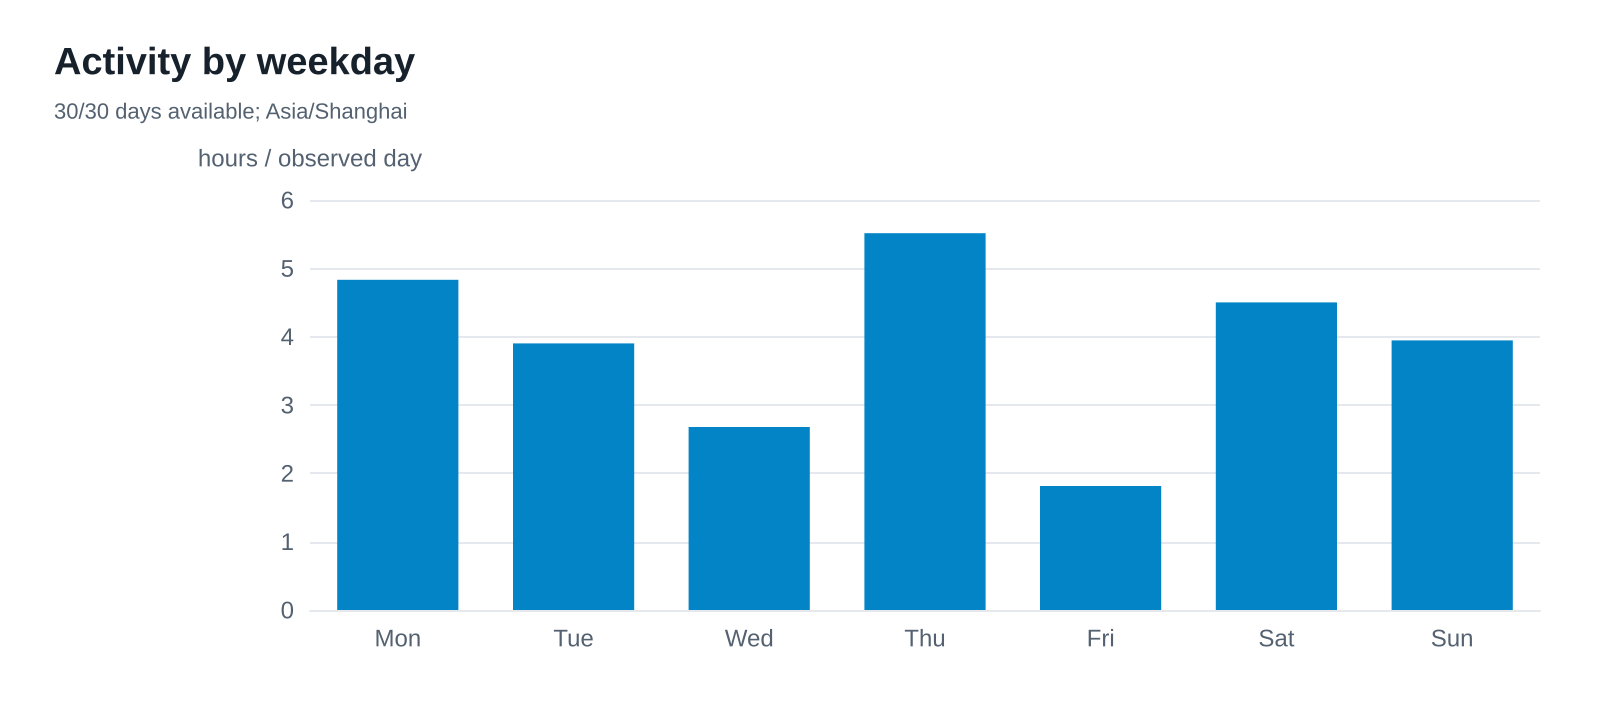 Activity by weekday
30/30 days available; Asia/Shanghai
hours / observed day
6
5
4
3
2
1
0
Mon Tue Wed Thu Fri Sat Sun